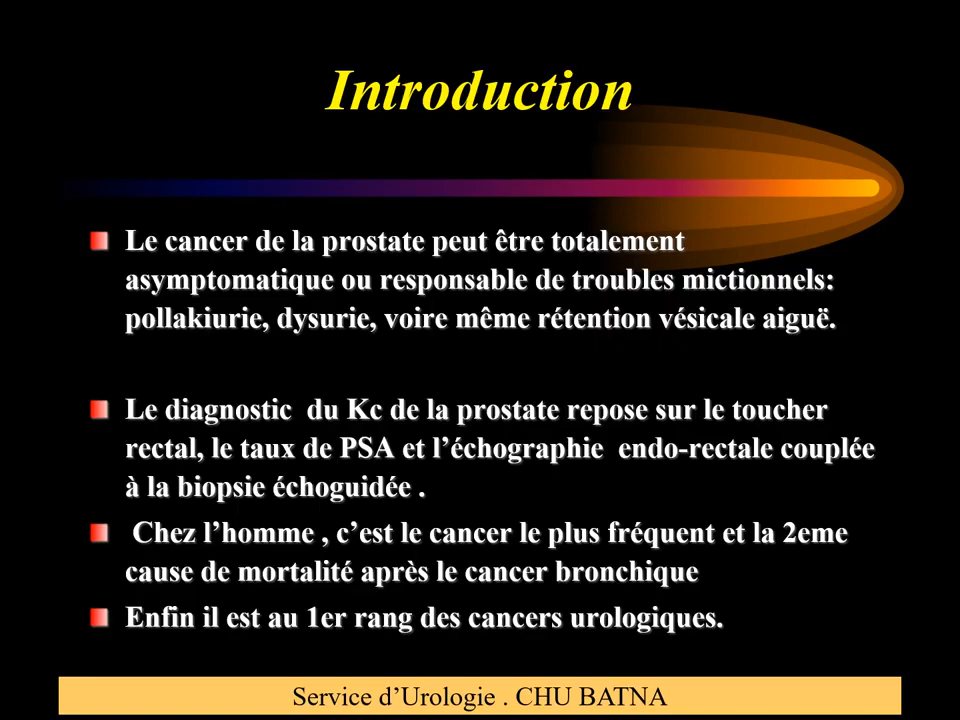 Introduction
Le cancer de la prostate peut être totalement
asymptomatique ou responsable de troubles mictionnels:
pollakiurie, dysurie, voire même rétention vésicale aiguë.
Le diagnostic  du Kc de la prostate repose sur le toucher
rectal, le taux de PSA et l’échographie  endo-rectale couplée
à la biopsie échoguidée .
Chez l’homme , c’est le cancer le plus fréquent et la 2eme
cause de mortalité après le cancer bronchique
Enfin il est au 1er rang des cancers urologiques.
Service d’Urologie . CHU BATNA